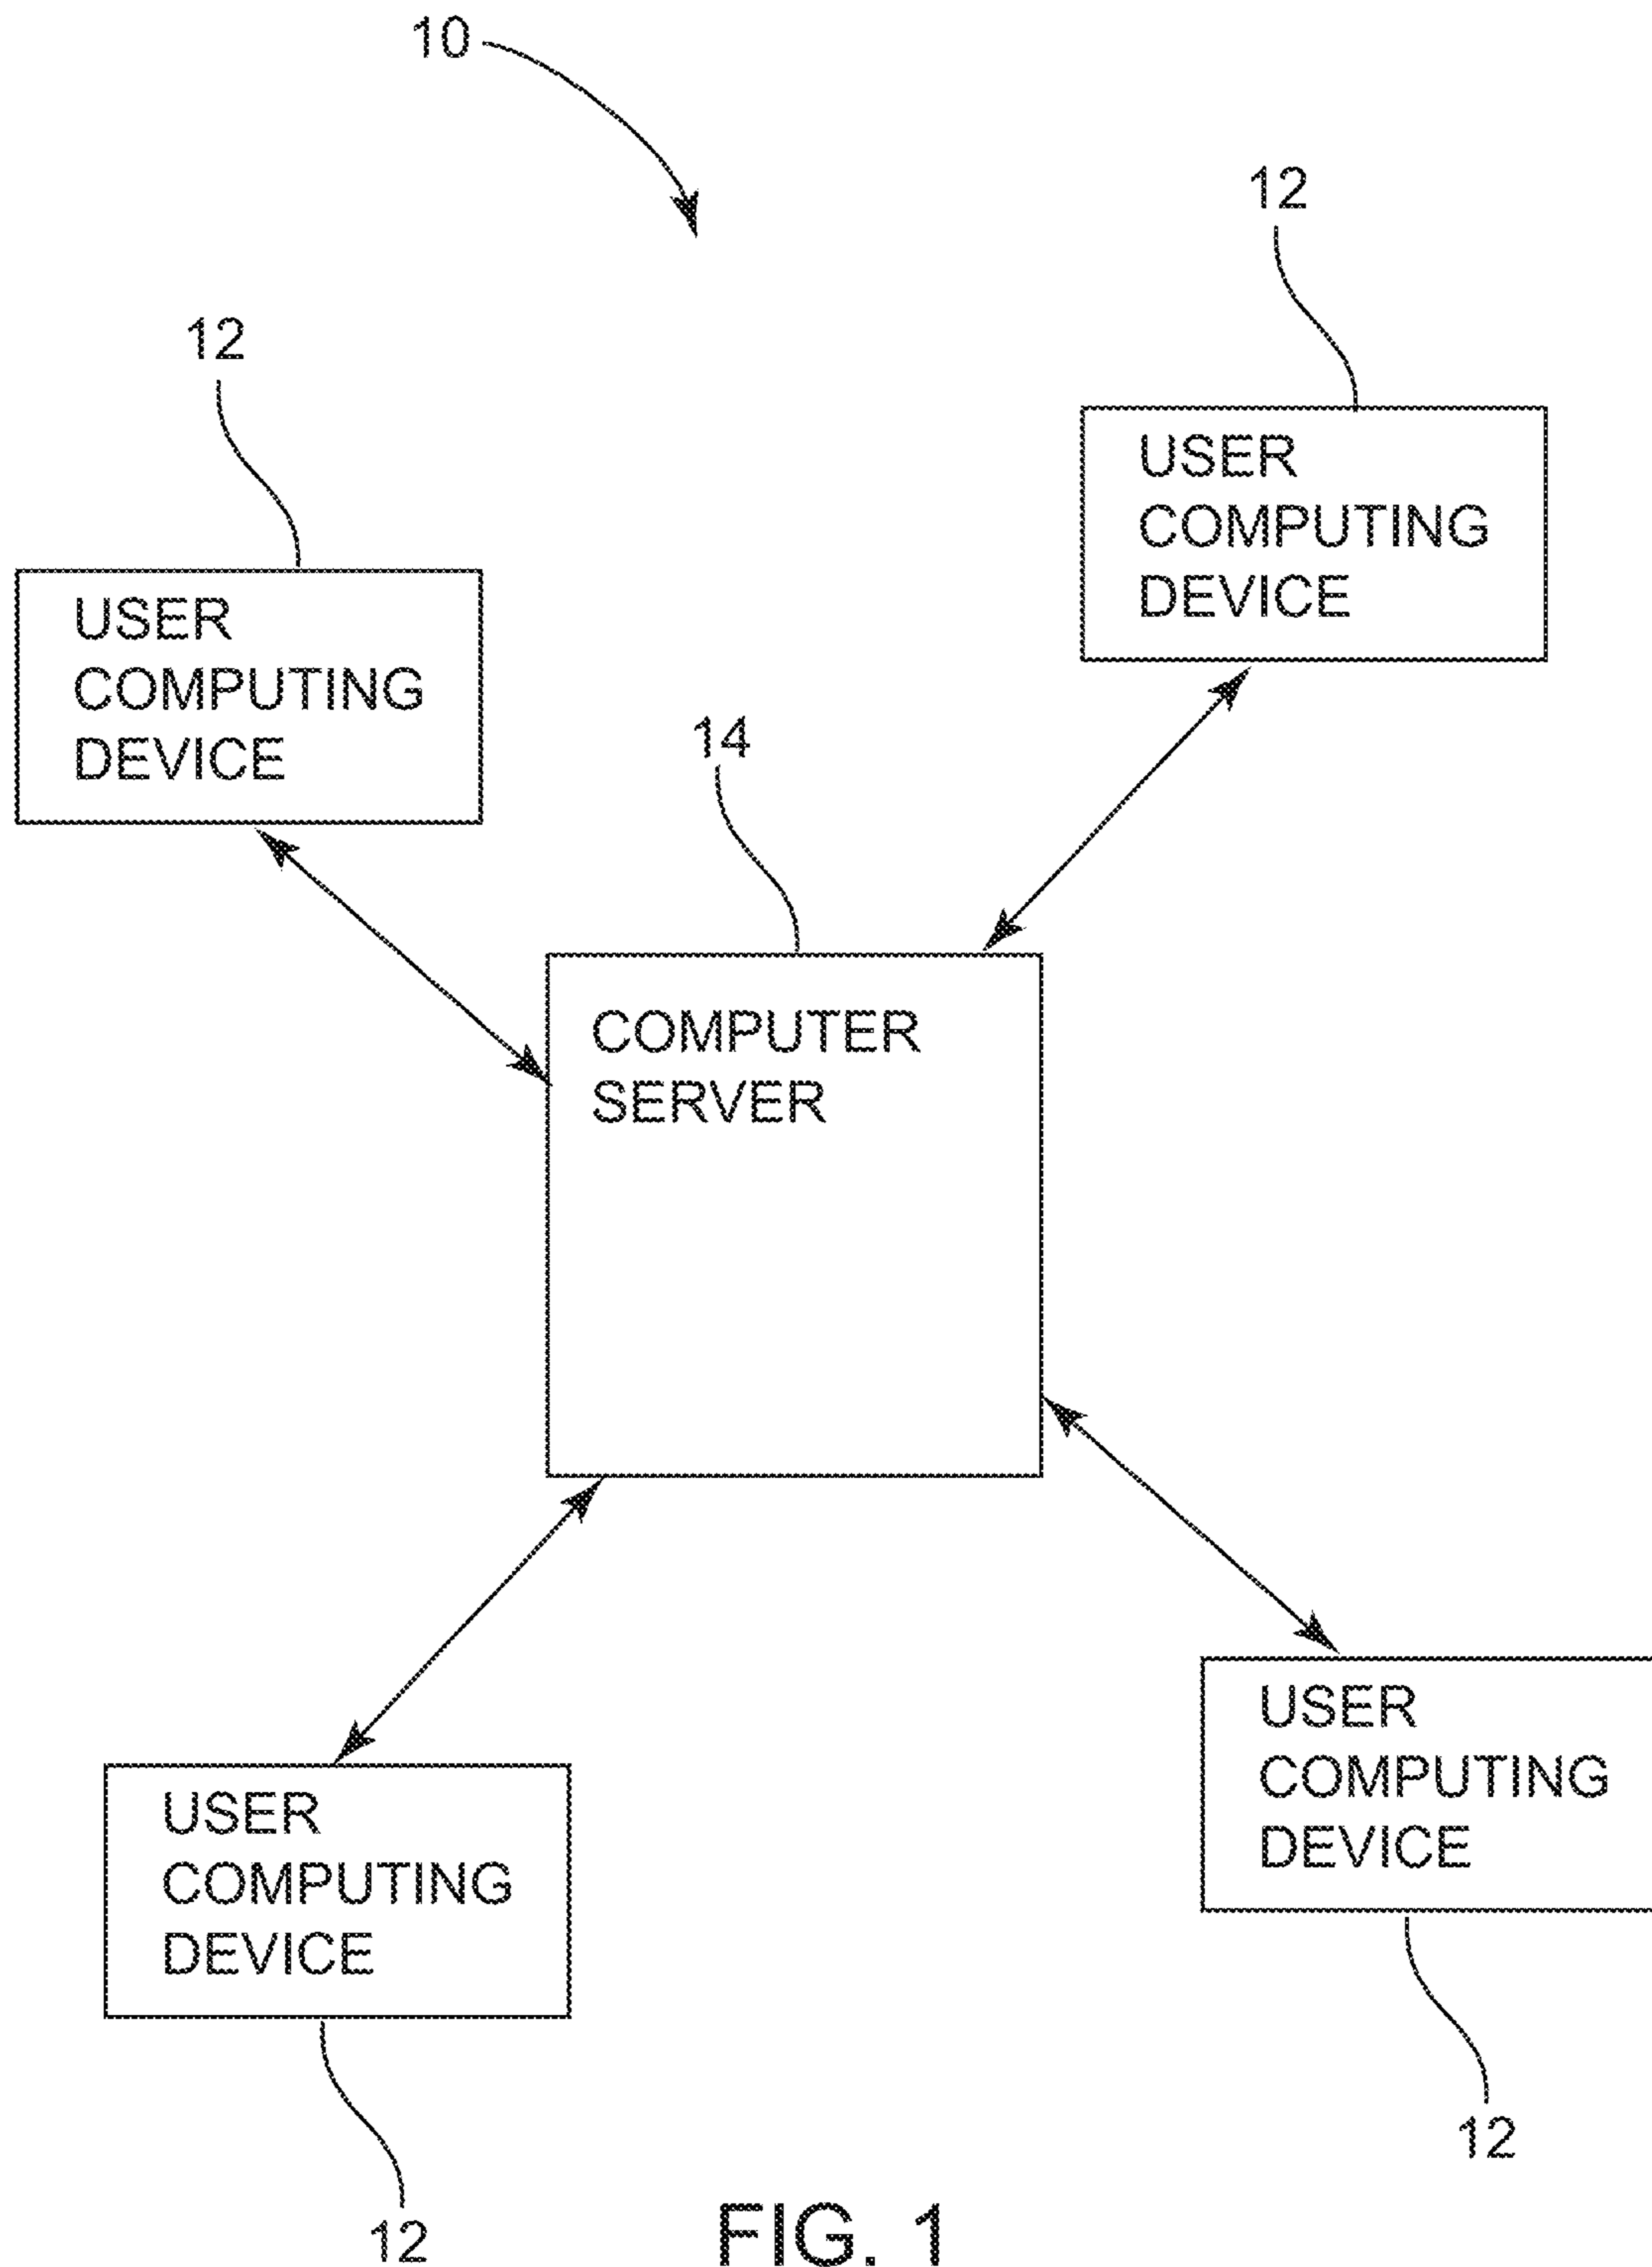 10
12
12
USER
COMPUTING
DEVICE
USER
COMPUTING
DEVICE
14
COMPUTER
SERVER
USER
COMPUTING
DEVICE
USER
COMPUTING
DEVICE
12
12
FIG. 1